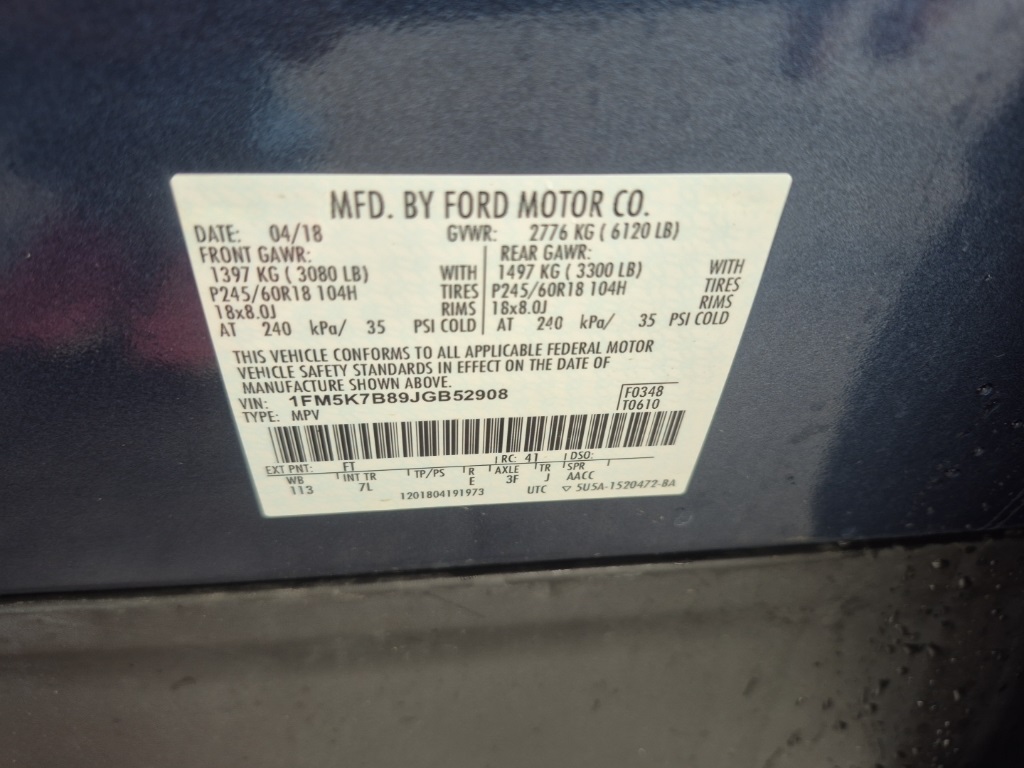 MFD. BY FORD MOTOR CO.
DATE: 04/18 GVWR: 2776 KG ( 6120 LB)
FRONT GAWR: REAR GAWR:
1397 KG ( 3080 LB) WITH 1497 KG ( 3300 LB) WITH
P245/60R18 104H TIRES P245/60R18 104H TIRES
18x8.0J RIMS 18x8.0J RIMS
AT 240 kPa/ 35 PSI COLD AT 240 kPa/ 35 PSI COLD
THIS VEHICLE CONFORMS TO ALL APPLICABLE FEDERAL MOTOR
VEHICLE SAFETY STANDARDS IN EFFECT ON THE DATE OF
MANUFACTURE SHOWN ABOVE.
VIN: 1FM5K7B89JGB52908 F0348
TYPE: MPV T0610
EXT PNT: FT RC: 41 DSO:
WB INT TR TP/PS R AXLE TR SPR
113 7L E 3F J AACC
1201804191973 UTC ▽ 5U5A-1520472-BA